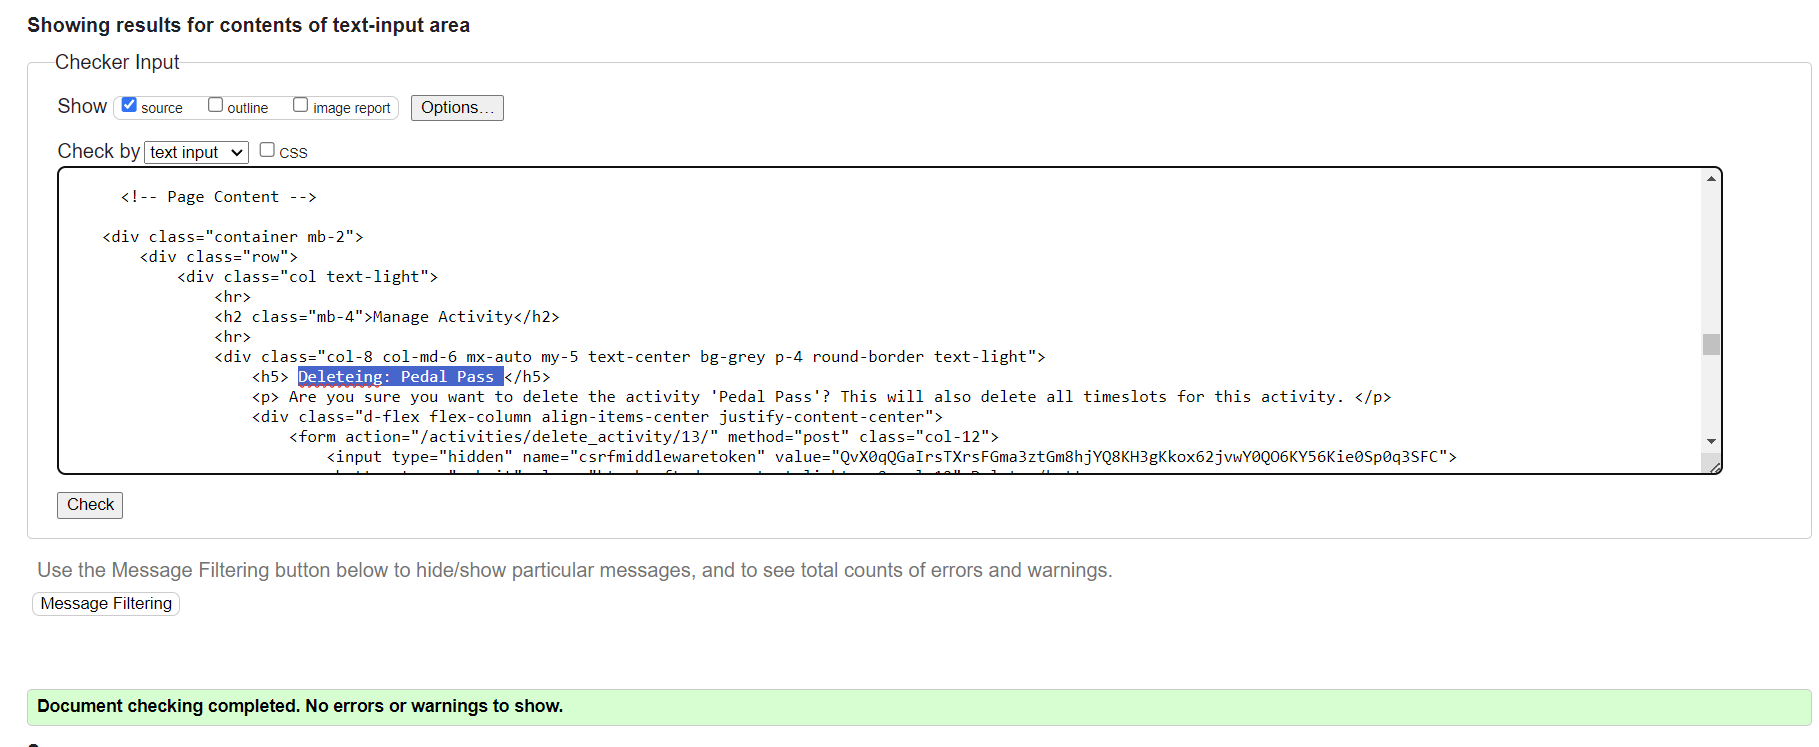 Showing results for contents of text-input area
Checker Input
Show source outline image report Options...
Check by text input CSS
<!-- Page Content -->
<div class="container mb-2">
<div class="row">
<div class="col text-light">
<hr>
<h2 class="mb-4">Manage Activity</h2>
<hr>
<div class="col-8 col-md-6 mx-auto my-5 text-center bg-grey p-4 round-border text-light">
<h5> Deleteing: Pedal Pass </h5>
<p> Are you sure you want to delete the activity 'Pedal Pass'? This will also delete all timeslots for this activity. </p>
<div class="d-flex flex-column align-items-center justify-content-center">
<form action="/activities/delete_activity/13/" method="post" class="col-12">
<input type="hidden" name="csrfmiddlewaretoken" value="QvX0qQGaIrsTXrsFGma3ztGm8hjYQ8KH3gKkox62jvwY0QO6KY56Kie0Sp0q3SFC">
Check
Use the Message Filtering button below to hide/show particular messages, and to see total counts of errors and warnings.
Message Filtering
Document checking completed. No errors or warnings to show.